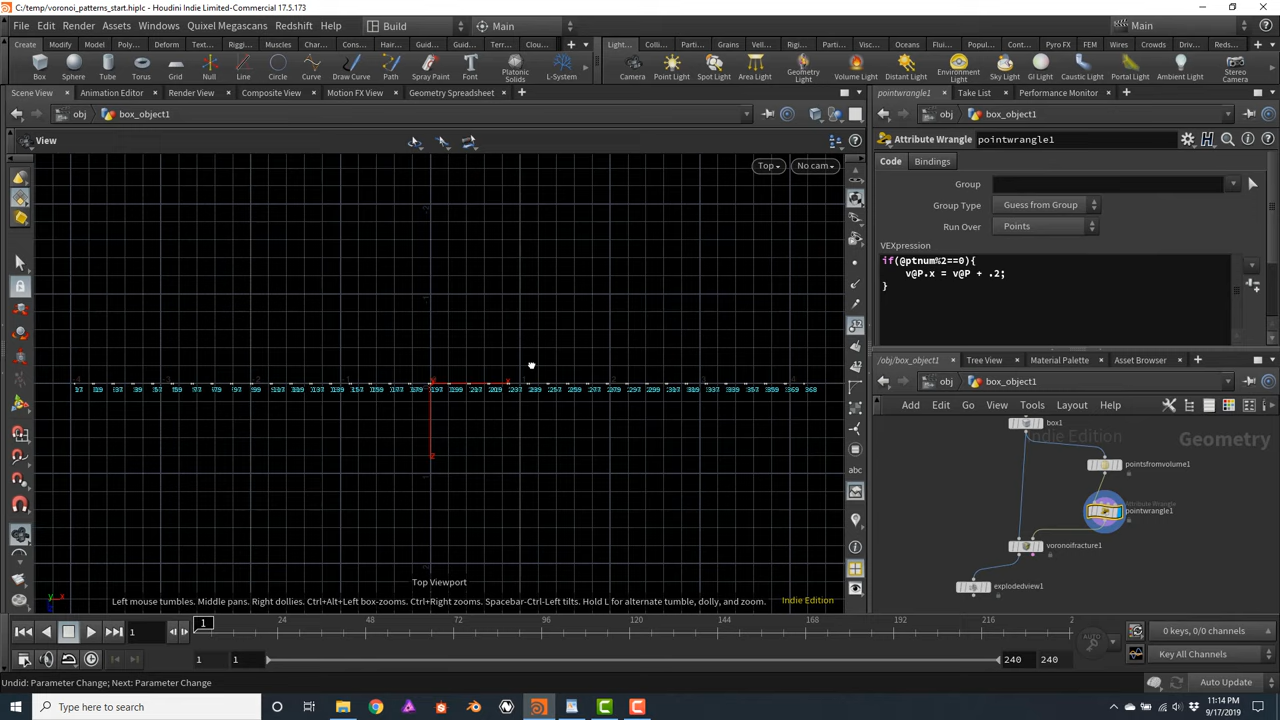 C:/temp/voronoi_patterns_start.hiplc - Houdini Indie Limited-Commercial 17.5.173
File Edit Render Assets Windows Quixel Megascans Redshift Help Build Main Main
Create Modify Model Poly... Deform Text... Riggi... Muscles Char... Cons... Hair... Guid... Guid... Terr... Clou... Light... Colli... Parti... Grains Vell... Rigi... Parti... Visc... Oceans Flui... Popul... Cont... Pyro FX FEM Wires Crowds Driv... Reds...
Box Sphere Tube Torus Grid Null Line Circle Curve Draw Curve Path Spray Paint Font Platonic Solids L-System Camera Point Light Spot Light Area Light Geometry Light Volume Light Distant Light Environment Light Sky Light GI Light Caustic Light Portal Light Ambient Light Stereo Camera
Scene View Animation Editor Render View Composite View Motion FX View Geometry Spreadsheet pointwrangle1 Take List Performance Monitor
obj box_object1 obj box_object1
View
Attribute Wrangle pointwrangle1
Top No cam
Code Bindings
Group
Group Type Guess from Group
Run Over Points
VEXpression
if(@ptnum%2==0){
v@P.x = v@P + .2;
}
/obj/box_object1 Tree View Material Palette Asset Browser
obj box_object1
Add Edit Go View Tools Layout Help
box1
Indie Edition
Geometry
pointsfromvolume1
Attribute Wrangle
pointwrangle1
voronoifracture1
explodedview1
abc
Top Viewport
Left mouse tumbles. Middle pans. Right dollies. Ctrl+Alt+Left box-zooms. Ctrl+Right zooms. Spacebar-Ctrl-Left tilts. Hold L for alternate tumble, dolly, and zoom.
Indie Edition
1 1 24 48 72 96 120 144 168 192 216 2
AUTO
0 keys, 0/0 channels
1 1 240 240
Key All Channels
Undid: Parameter Change; Next: Parameter Change
Auto Update
Type here to search
11:14 PM
9/17/2019